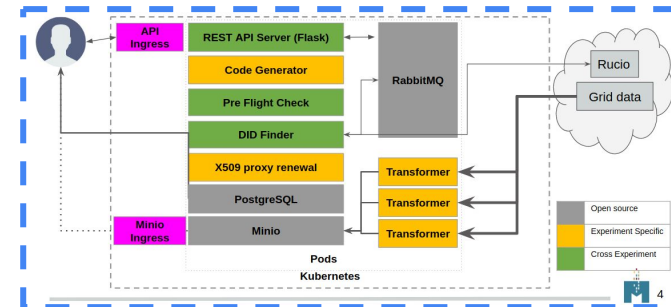 API
Ingress
REST API Server (Flask)
Code Generator
Pre Flight Check
DID Finder
X509 proxy renewal
PostgreSQL
Minio
Ingress
Minio
RabbitMQ
Transformer
Transformer
Transformer
Pods
Kubernetes
Rucio
Grid data
Open source
Experiment Specific
Cross Experiment
4